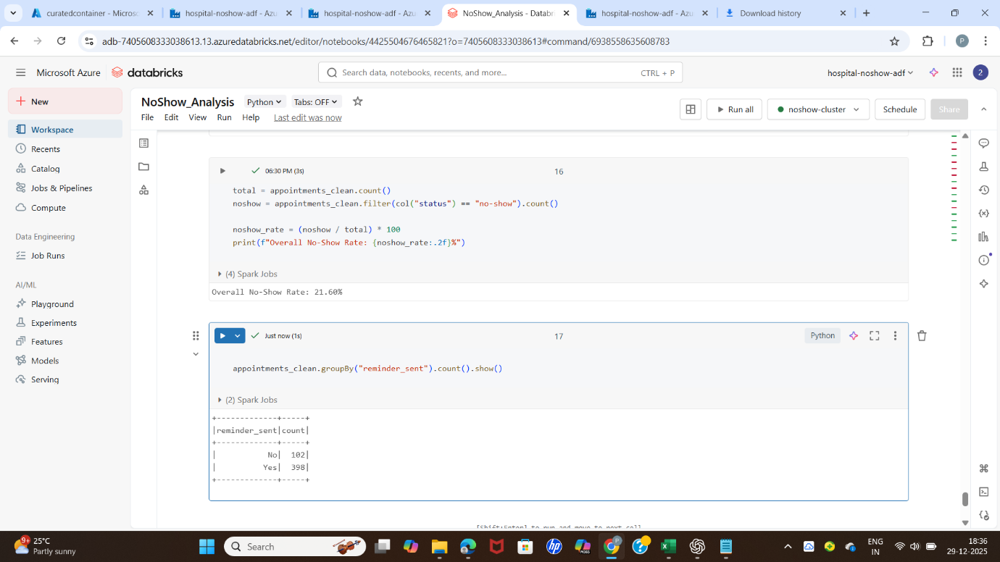 curatedcontainer - Microsoft
hospital-noshow-adf - Azu
hospital-noshow-adf - Azu
NoShow_Analysis - Databr
hospital-noshow-adf - Azu
Download history
adb-7405608333038613.13.azuredatabricks.net/editor/notebooks/4425504676465821?o=7405608333038613#command/6938558635608783
P
Microsoft Azure
databricks
Search data, notebooks, recents, and more...
CTRL + P
hospital-noshow-adf
2
New
Workspace
Recents
Catalog
Jobs & Pipelines
Compute
Data Engineering
Job Runs
AI/ML
Playground
Experiments
Features
Models
Serving
NoShow_Analysis
Python
Tabs: OFF
File Edit View Run Help Last edit was now
Run all
noshow-cluster
Schedule
Share
06:30 PM (3s)
16
total = appointments_clean.count()
noshow = appointments_clean.filter(col("status") == "no-show").count()
noshow_rate = (noshow / total) * 100
print(f"Overall No-Show Rate: {noshow_rate:.2f}%")
(4) Spark Jobs
Overall No-Show Rate: 21.60%
Just now (1s)
17
Python
appointments_clean.groupBy("reminder_sent").count().show()
(2) Spark Jobs
+-------------+-----+
|reminder_sent|count|
+-------------+-----+
|           No|  102|
|          Yes|  398|
+-------------+-----+
[Shift+Enter] to run and move to next cell
9+
25°C
Partly sunny
Search
M365
P
ENG
IN
18:36
29-12-2025